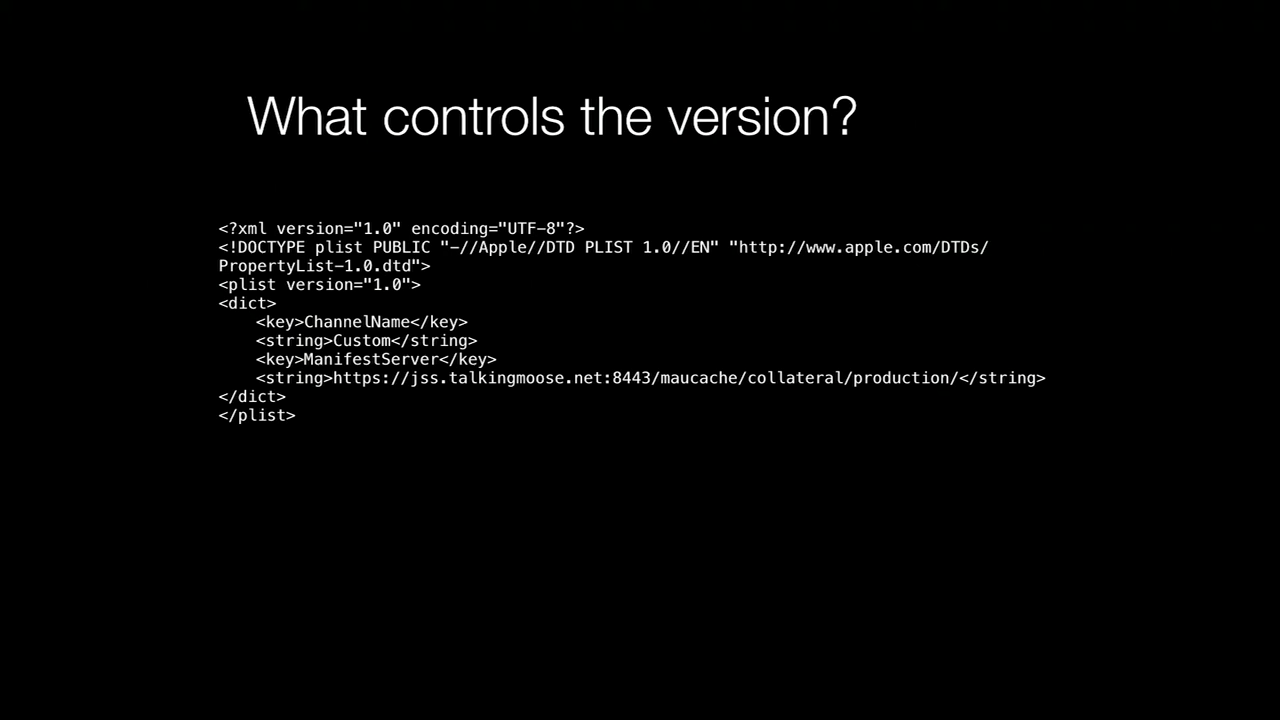 What controls the version?
<?xml version="1.0" encoding="UTF-8"?>
<!DOCTYPE plist PUBLIC "-//Apple//DTD PLIST 1.0//EN" "http://www.apple.com/DTDs/
PropertyList-1.0.dtd">
<plist version="1.0">
<dict>
    <key>ChannelName</key>
    <string>Custom</string>
    <key>ManifestServer</key>
    <string>https://jss.talkingmoose.net:8443/maucache/collateral/production/</string>
</dict>
</plist>